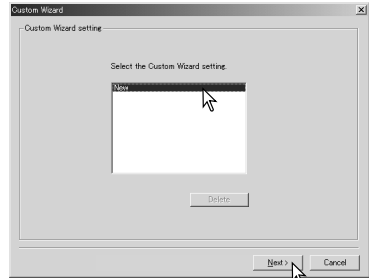 Custom Wizard
Custom Wizard setting
Select the Custom Wizard setting.
New
Delete
Next >
Cancel